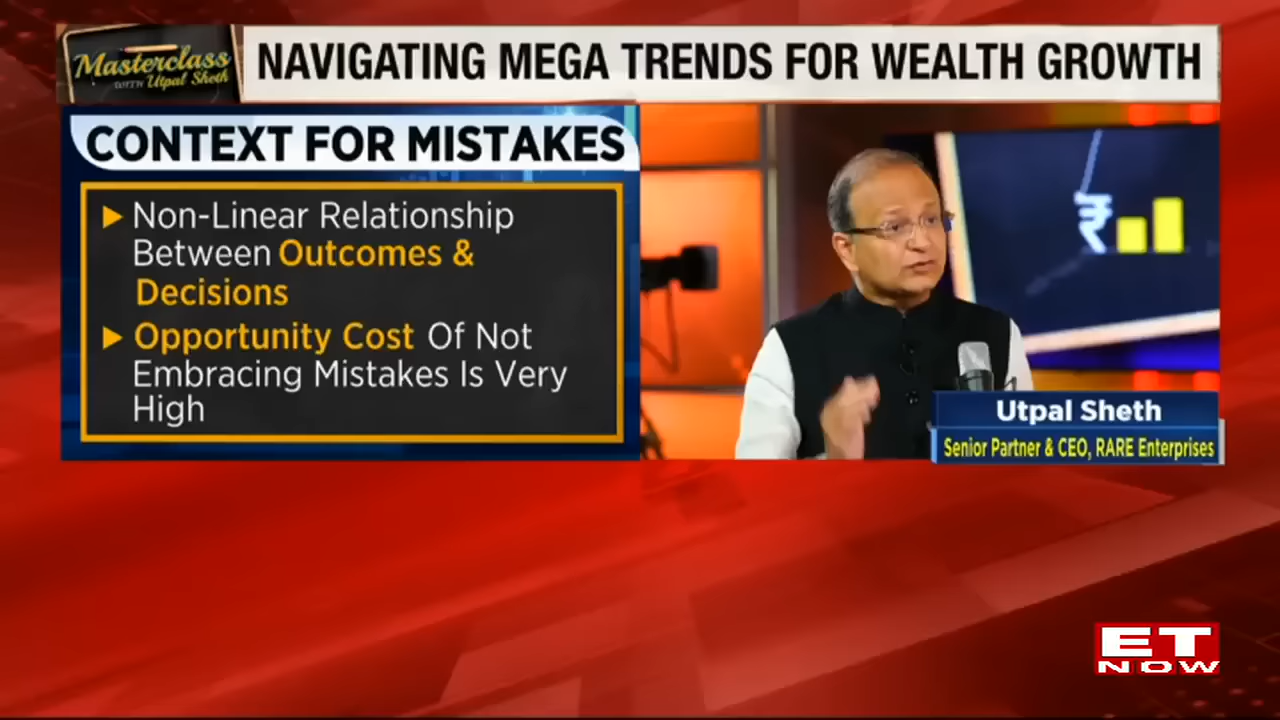 Masterclass
WITH Utpal Sheth
NAVIGATING MEGA TRENDS FOR WEALTH GROWTH
CONTEXT FOR MISTAKES
Non-Linear Relationship
Between Outcomes &
Decisions
Opportunity Cost Of Not
Embracing Mistakes Is Very
High
₹
Utpal Sheth
Senior Partner & CEO, RARE Enterprises
ET
NOW